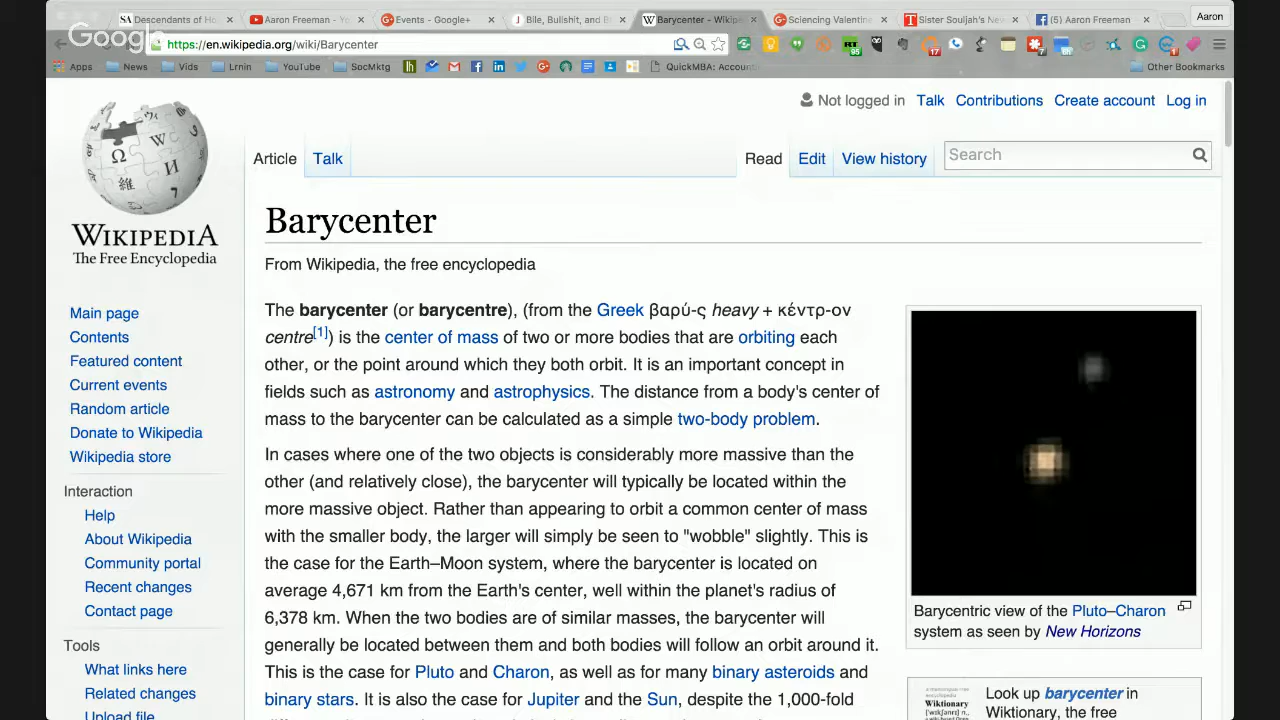 SA Descendants of Ho
Aaron Freeman - Yo
Events - Google+
Bile, Bullshit, and B
Barycenter - Wikipe
Sciencing Valentine
Sister Souljah's New
(5) Aaron Freeman
Aaron
Google
https://en.wikipedia.org/wiki/Barycenter
Apps
News
Vids
Lrnin
YouTube
SocMktg
QuickMBA: Account
Other Bookmarks
Not logged in Talk Contributions Create account Log in
Article Talk Read Edit View history Search
WIKIPEDIA
The Free Encyclopedia
Main page
Contents
Featured content
Current events
Random article
Donate to Wikipedia
Wikipedia store
Interaction
Help
About Wikipedia
Community portal
Recent changes
Contact page
Tools
What links here
Related changes
Upload file
Barycenter
From Wikipedia, the free encyclopedia
The barycenter (or barycentre), (from the Greek βαρύ-ς heavy + κέντρ-ον
centre[1]) is the center of mass of two or more bodies that are orbiting each
other, or the point around which they both orbit. It is an important concept in
fields such as astronomy and astrophysics. The distance from a body's center of
mass to the barycenter can be calculated as a simple two-body problem.
In cases where one of the two objects is considerably more massive than the
other (and relatively close), the barycenter will typically be located within the
more massive object. Rather than appearing to orbit a common center of mass
with the smaller body, the larger will simply be seen to "wobble" slightly. This is
the case for the Earth–Moon system, where the barycenter is located on
average 4,671 km from the Earth's center, well within the planet's radius of
6,378 km. When the two bodies are of similar masses, the barycenter will
generally be located between them and both bodies will follow an orbit around it.
This is the case for Pluto and Charon, as well as for many binary asteroids and
binary stars. It is also the case for Jupiter and the Sun, despite the 1,000-fold
Barycentric view of the Pluto–Charon
system as seen by New Horizons
Look up barycenter in
Wiktionary, the free
Wiktionary